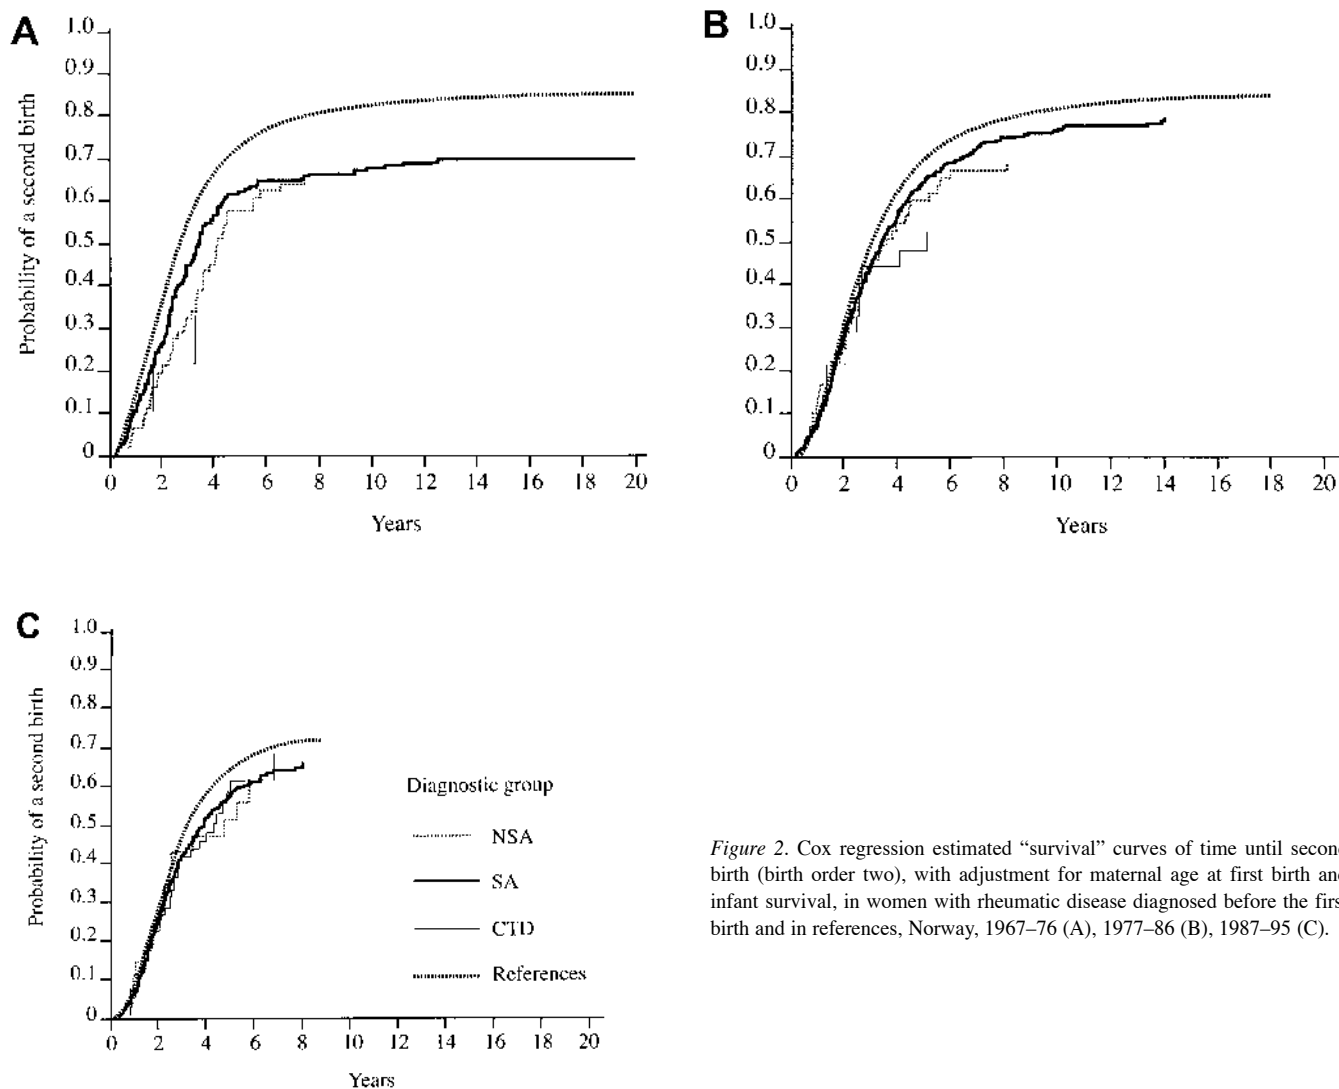 A
Probability of a second birth
1.0
0.9
0.8
0.7
0.6
0.5
0.4
0.3
0.2
0.1
0
0 2 4 6 8 10 12 14 16 18 20
Years
B
1.0
0.9
0.8
0.7
0.6
0.5
0.4
0.3
0.2
0.1
0
0 2 4 6 8 10 12 14 16 18 20
Years
C
Probability of a second birth
1.0
0.9
0.8
0.7
0.6
0.5
0.4
0.3
0.2
0.1
0
0 2 4 6 8 10 12 14 16 18 20
Years
Diagnostic group
NSA
SA
CTD
References
Figure 2. Cox regression estimated “survival” curves of time until second
birth (birth order two), with adjustment for maternal age at first birth and
infant survival, in women with rheumatic disease diagnosed before the first
birth and in references, Norway, 1967–76 (A), 1977–86 (B), 1987–95 (C).